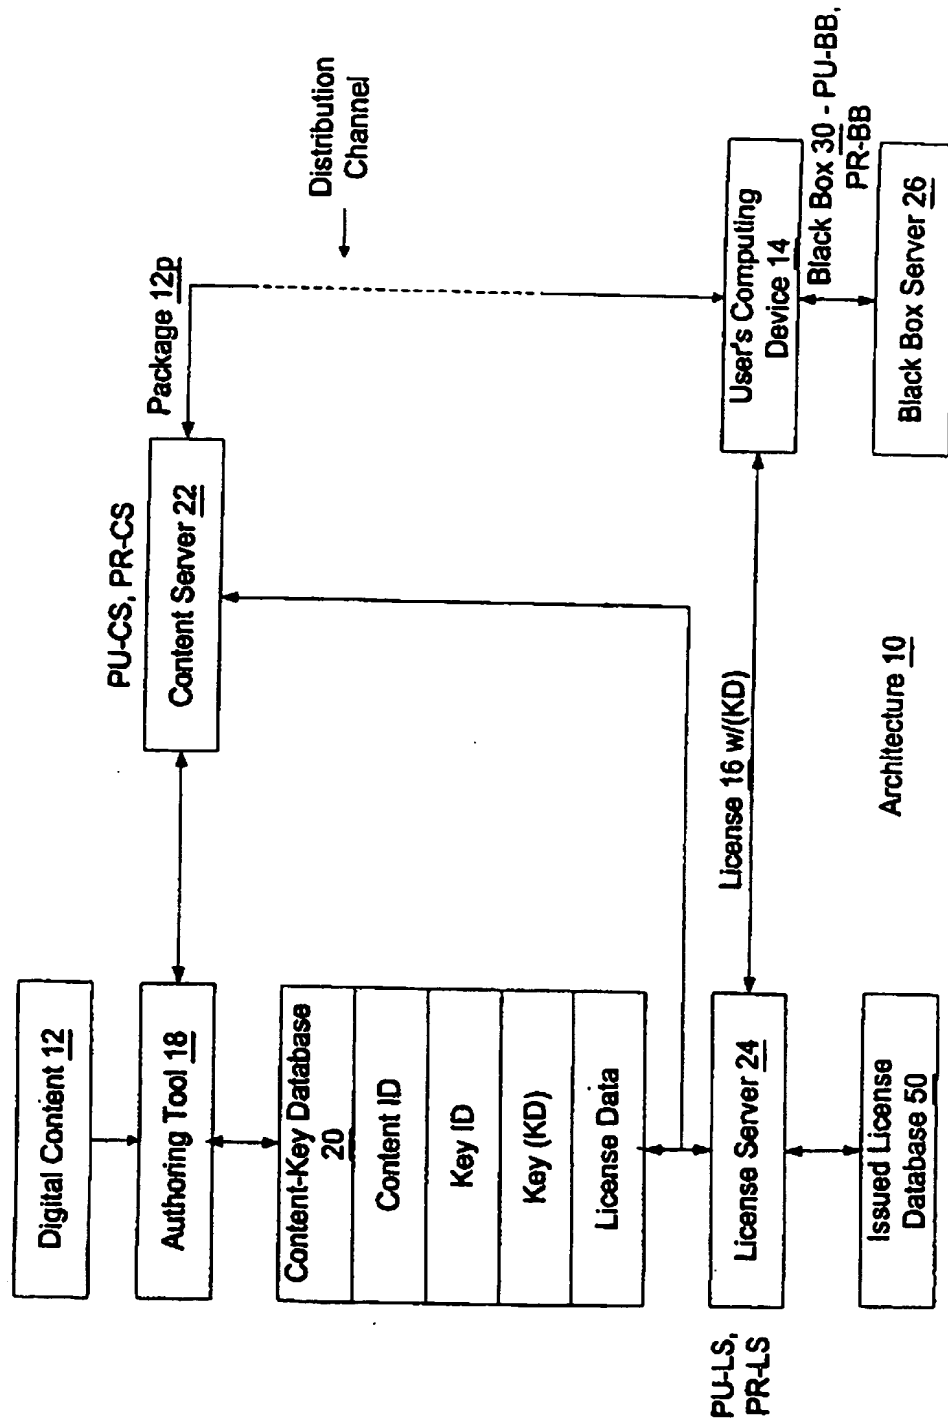 Digital Content 12
Authoring Tool 18
Content-Key Database
20
Content ID
Key ID
Key (KD)
License Data
PU-LS,
PR-LS
License Server 24
Issued License
Database 50
PU-CS, PR-CS
Content Server 22
Package 12p
Distribution
Channel
License 16 w/(KD)
User's Computing
Device 14
Black Box 30 - PU-BB,
PR-BB
Black Box Server 26
Architecture 10